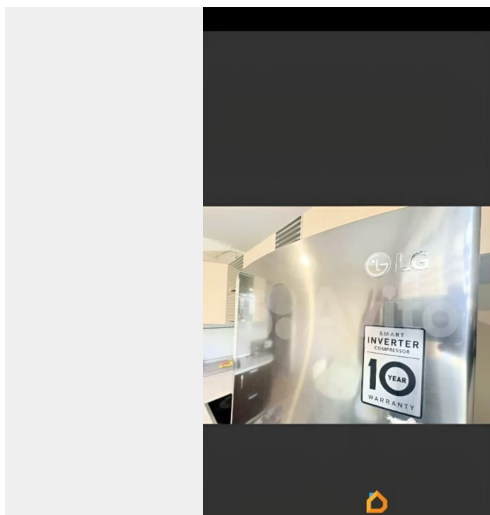 LG
Avito
SMART
INVERTER
COMPRESSOR
10
YEAR
WARRANTY